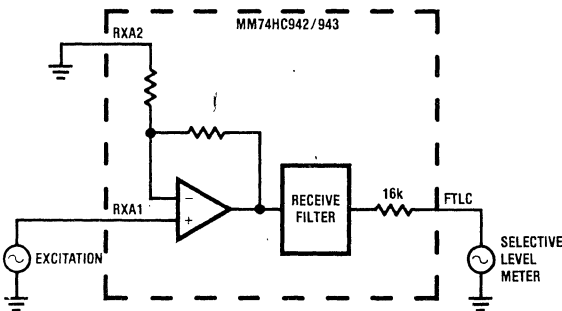 MM74HC942/943
RXA2
RECEIVE
FILTER
16k
FTLC
RXA1
−
+
EXCITATION
SELECTIVE
LEVEL
METER